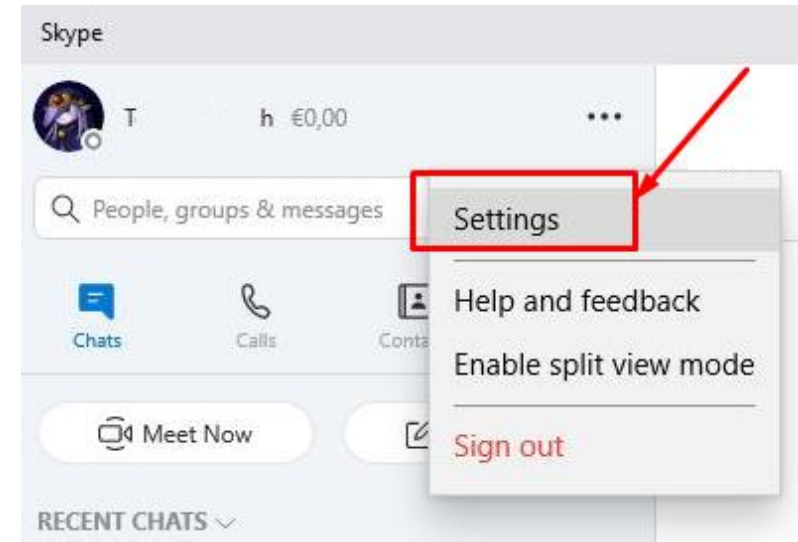 Skype
T h €0,00
People, groups & messages
Settings
Help and feedback
Enable split view mode
Sign out
Chats
Calls
Conta
Meet Now
RECENT CHATS